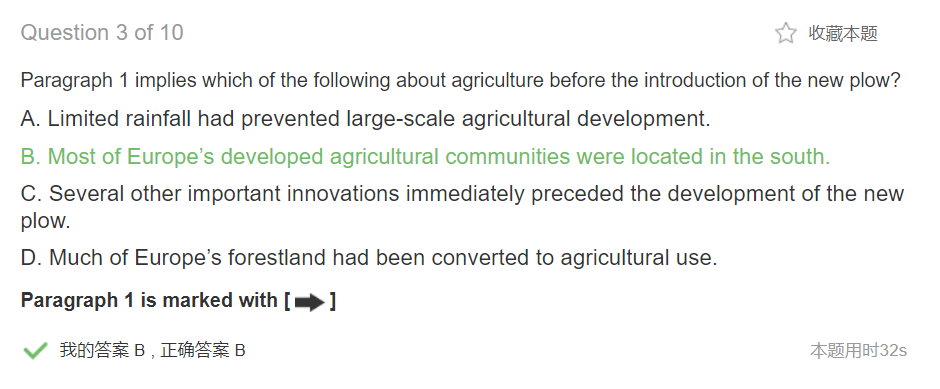 Question 3 of 10
收藏本题
Paragraph 1 implies which of the following about agriculture before the introduction of the new plow?
A. Limited rainfall had prevented large-scale agricultural development.
B. Most of Europe’s developed agricultural communities were located in the south.
C. Several other important innovations immediately preceded the development of the new
plow.
D. Much of Europe’s forestland had been converted to agricultural use.
Paragraph 1 is marked with [➡]
我的答案 B , 正确答案 B
本题用时32s